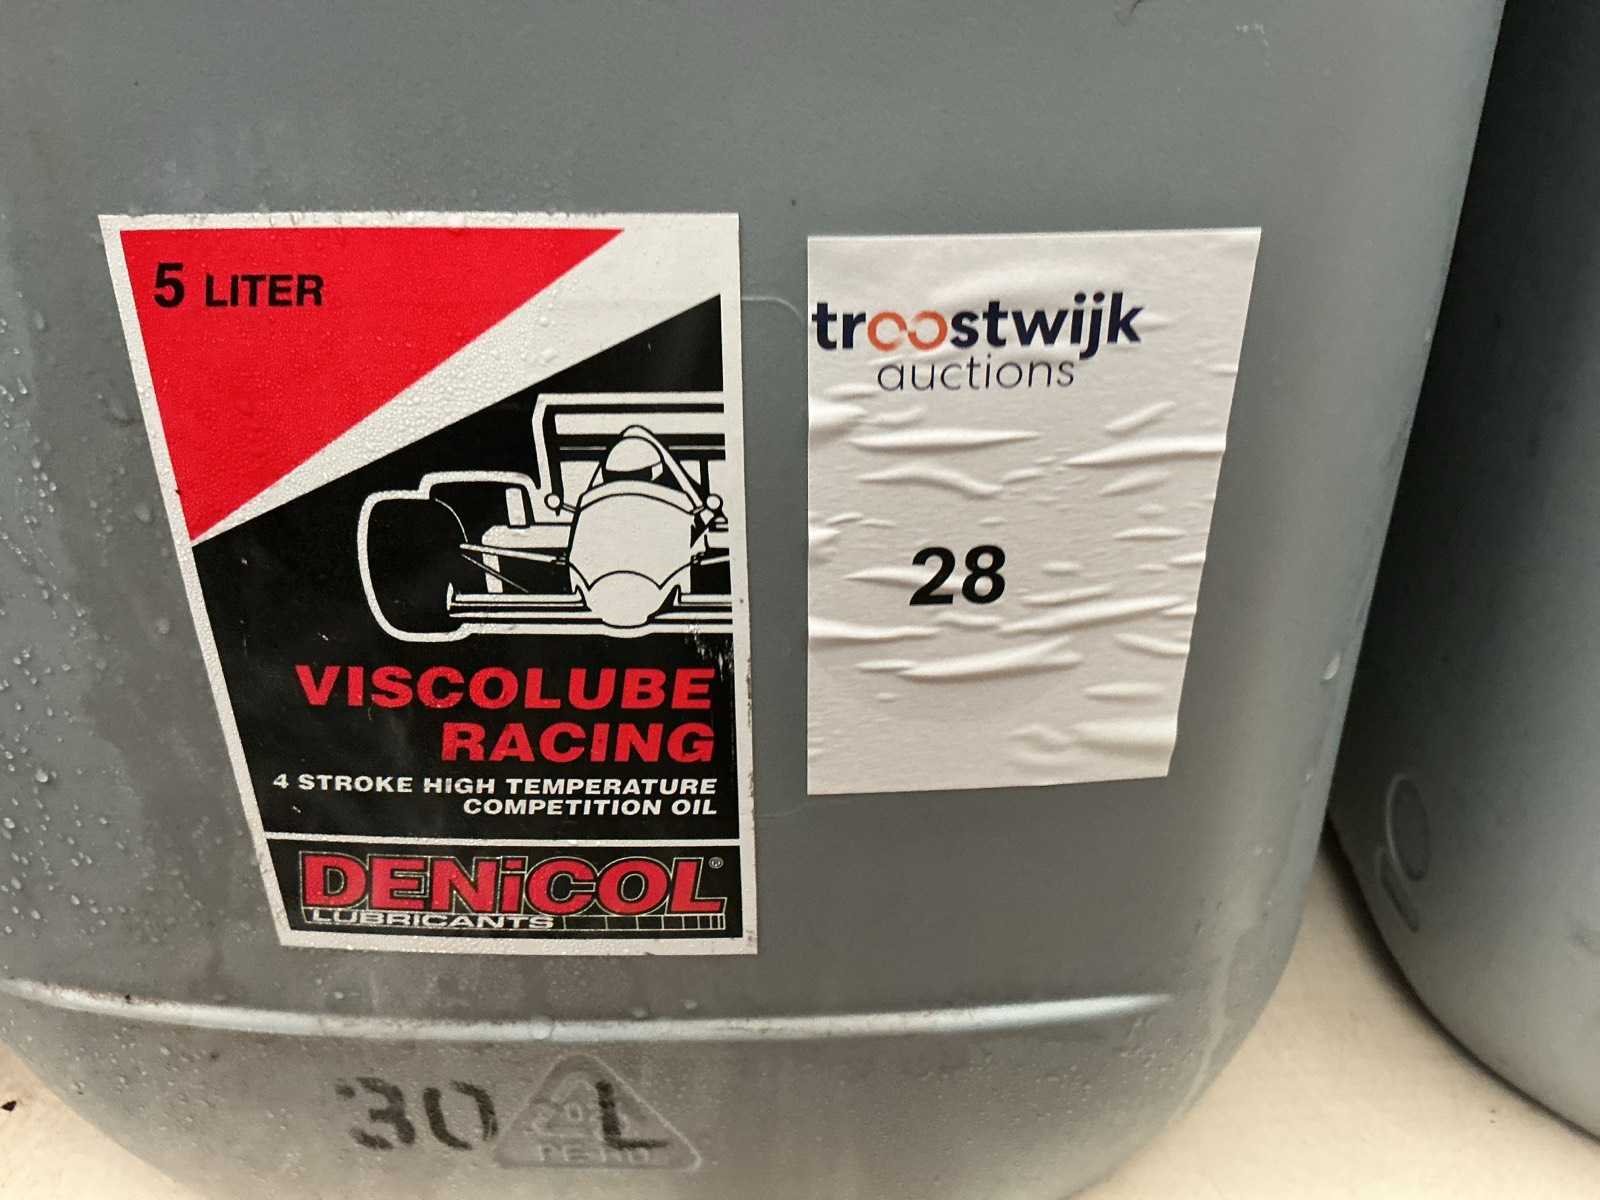 5 LITER
VISCOLUBE
RACING
4 STROKE HIGH TEMPERATURE
COMPETITION OIL
DENiCOL®
LUBRICANTS
troostwijk
auctions
28
30 L